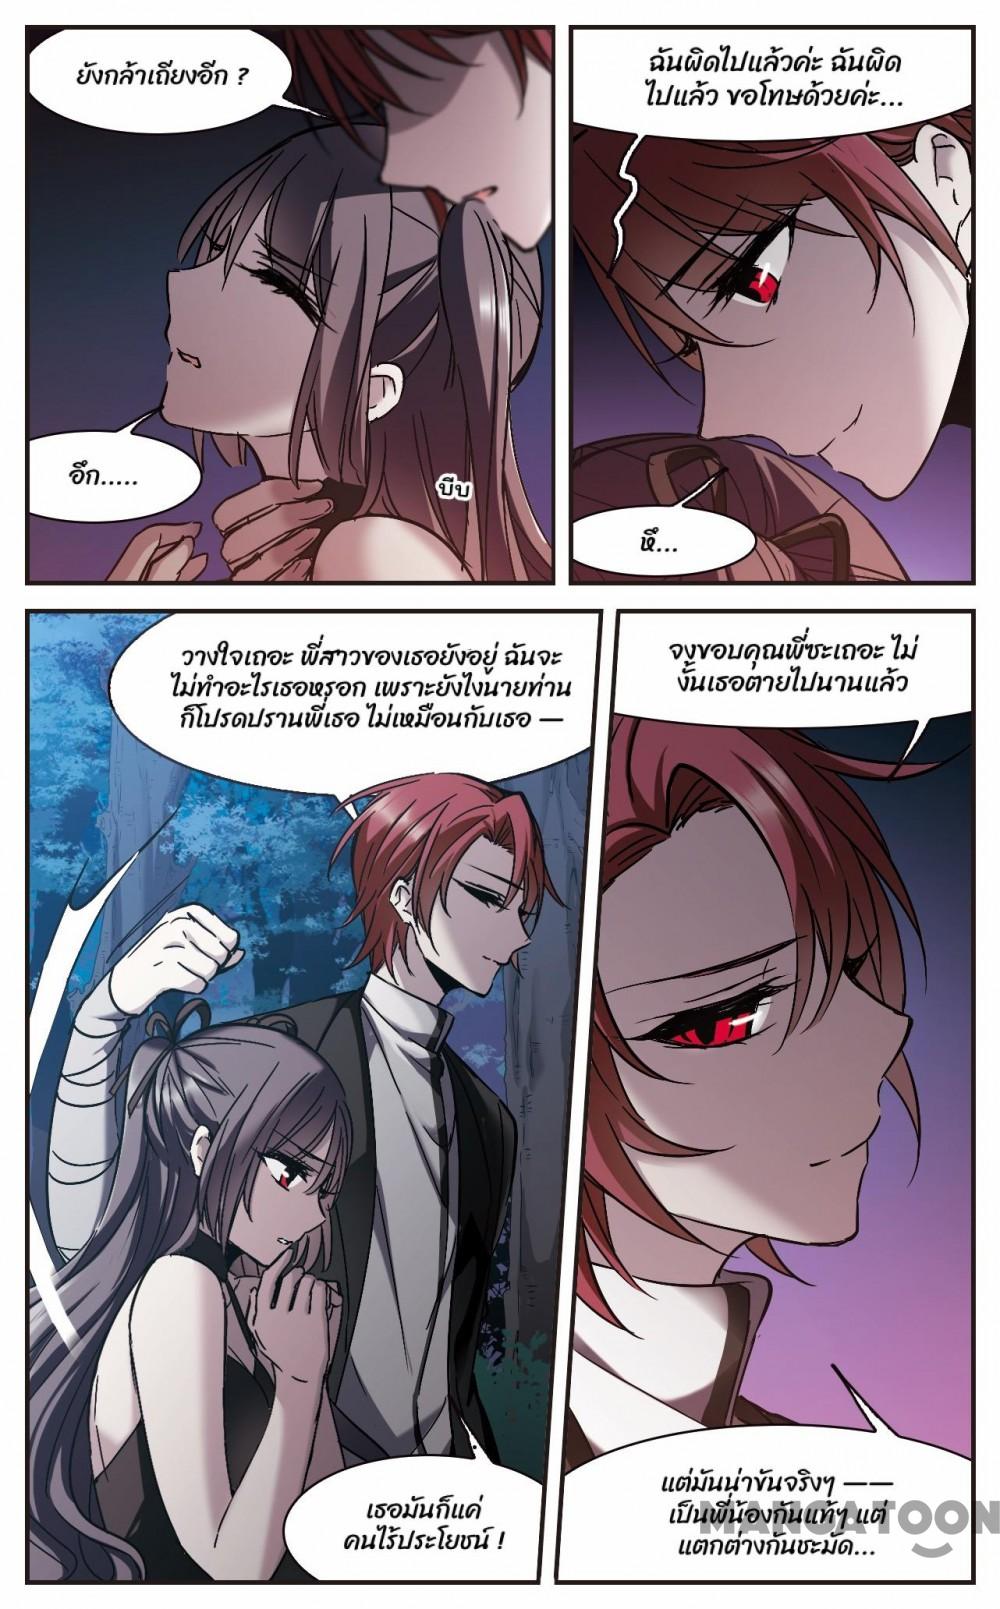 ยังกล้าเถียงอีก ?
อึก.....
บีบ
ฉันผิดไปแล้วค่ะ ฉันผิด
ไปแล้ว ขอโทษด้วยค่ะ...
หึ...
วางใจเถอะ พี่สาวของเธอยังอยู่ ฉันจะ
ไม่ทำอะไรเธอหรอก เพราะยังไงนายท่าน
ก็โปรดปรานพี่เธอ ไม่เหมือนกับเธอ —
เธอมันก็แค่
คนไร้ประโยชน์ !
จงขอบคุณพี่ซะเถอะ ไม่
งั้นเธอตายไปนานแล้ว
แต่มันน่าขันจริงๆ ——
เป็นพี่น้องกันแท้ๆ แต่
แตกต่างกันชะมัด...
MANGATOON